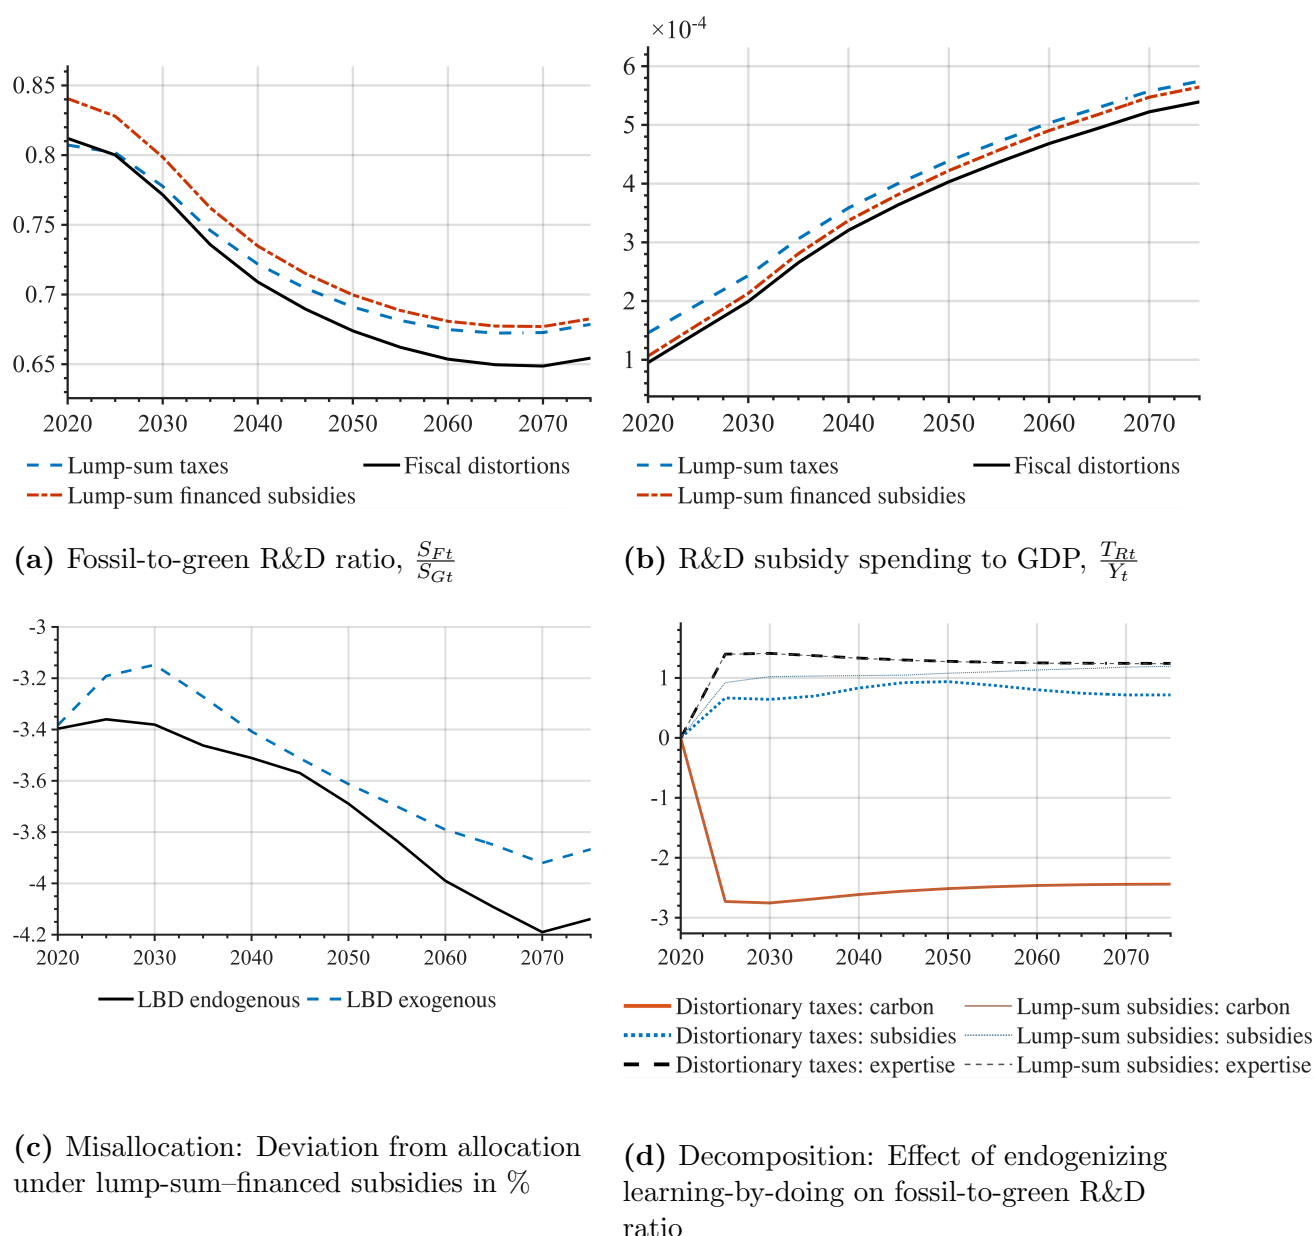 ×10⁻⁴
0.85
0.8
0.75
0.7
0.65
2020 2030 2040 2050 2060 2070
6
5
4
3
2
1
2020 2030 2040 2050 2060 2070
Lump-sum taxes Fiscal distortions
Lump-sum financed subsidies
Lump-sum taxes Fiscal distortions
Lump-sum financed subsidies
(a) Fossil-to-green R&D ratio, S_{Ft}/S_{Gt}
(b) R&D subsidy spending to GDP, T_{Rt}/Y_t
-3
-3.2
-3.4
-3.6
-3.8
-4
-4.2
2020 2030 2040 2050 2060 2070
LBD endogenous LBD exogenous
1
0
-1
-2
-3
2020 2030 2040 2050 2060 2070
Distortionary taxes: carbon Lump-sum subsidies: carbon
Distortionary taxes: subsidies Lump-sum subsidies: subsidies
Distortionary taxes: expertise Lump-sum subsidies: expertise
(c) Misallocation: Deviation from allocation
under lump-sum–financed subsidies in %
(d) Decomposition: Effect of endogenizing
learning-by-doing on fossil-to-green R&D
ratio